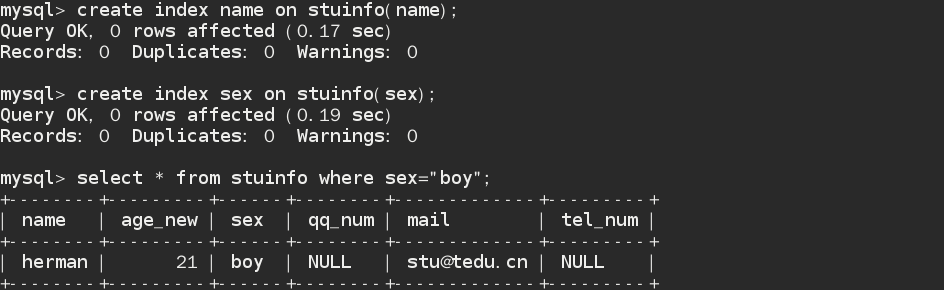 mysql> create index name on stuinfo(name);
Query OK, 0 rows affected (0.17 sec)
Records: 0  Duplicates: 0  Warnings: 0
mysql> create index sex on stuinfo(sex);
Query OK, 0 rows affected (0.19 sec)
Records: 0  Duplicates: 0  Warnings: 0
mysql> select * from stuinfo where sex="boy";
+--------+---------+------+--------+-------------+---------+
| name   | age_new | sex  | qq_num | mail        | tel_num |
+--------+---------+------+--------+-------------+---------+
| herman |      21 | boy  | NULL   | stu@tedu.cn | NULL    |
+--------+---------+------+--------+-------------+---------+